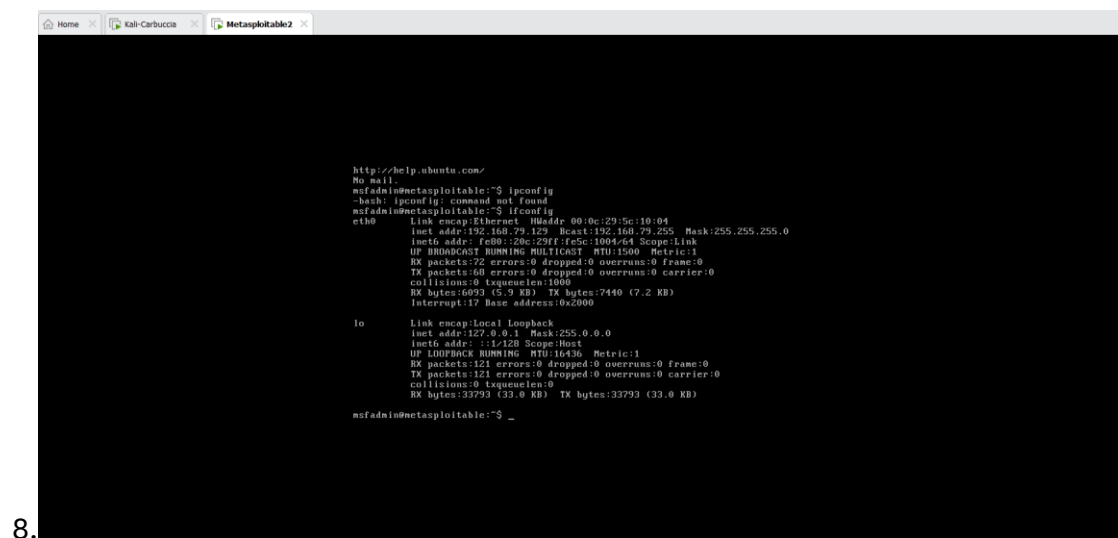 Home Kali-Carbuccia Metasploitable2
http://help.ubuntu.com/
No mail.
msfadmin@metasploitable:~$ ipconfig
-bash: ipconfig: command not found
msfadmin@metasploitable:~$ ifconfig
eth0 Link encap:Ethernet HWaddr 00:0c:29:5c:10:04
inet addr:192.168.79.129 Bcast:192.168.79.255 Mask:255.255.255.0
inet6 addr: fe80::20c:29ff:fe5c:1004/64 Scope:Link
UP BROADCAST RUNNING MULTICAST MTU:1500 Metric:1
RX packets:72 errors:0 dropped:0 overruns:0 frame:0
TX packets:68 errors:0 dropped:0 overruns:0 carrier:0
collisions:0 txqueuelen:1000
RX bytes:6093 (5.9 KB) TX bytes:7440 (7.2 KB)
Interrupt:17 Base address:0x2000
lo Link encap:Local Loopback
inet addr:127.0.0.1 Mask:255.0.0.0
inet6 addr: ::1/128 Scope:Host
UP LOOPBACK RUNNING MTU:16436 Metric:1
RX packets:121 errors:0 dropped:0 overruns:0 frame:0
TX packets:121 errors:0 dropped:0 overruns:0 carrier:0
collisions:0 txqueuelen:0
RX bytes:33793 (33.0 KB) TX bytes:33793 (33.0 KB)
msfadmin@metasploitable:~$ _
8.